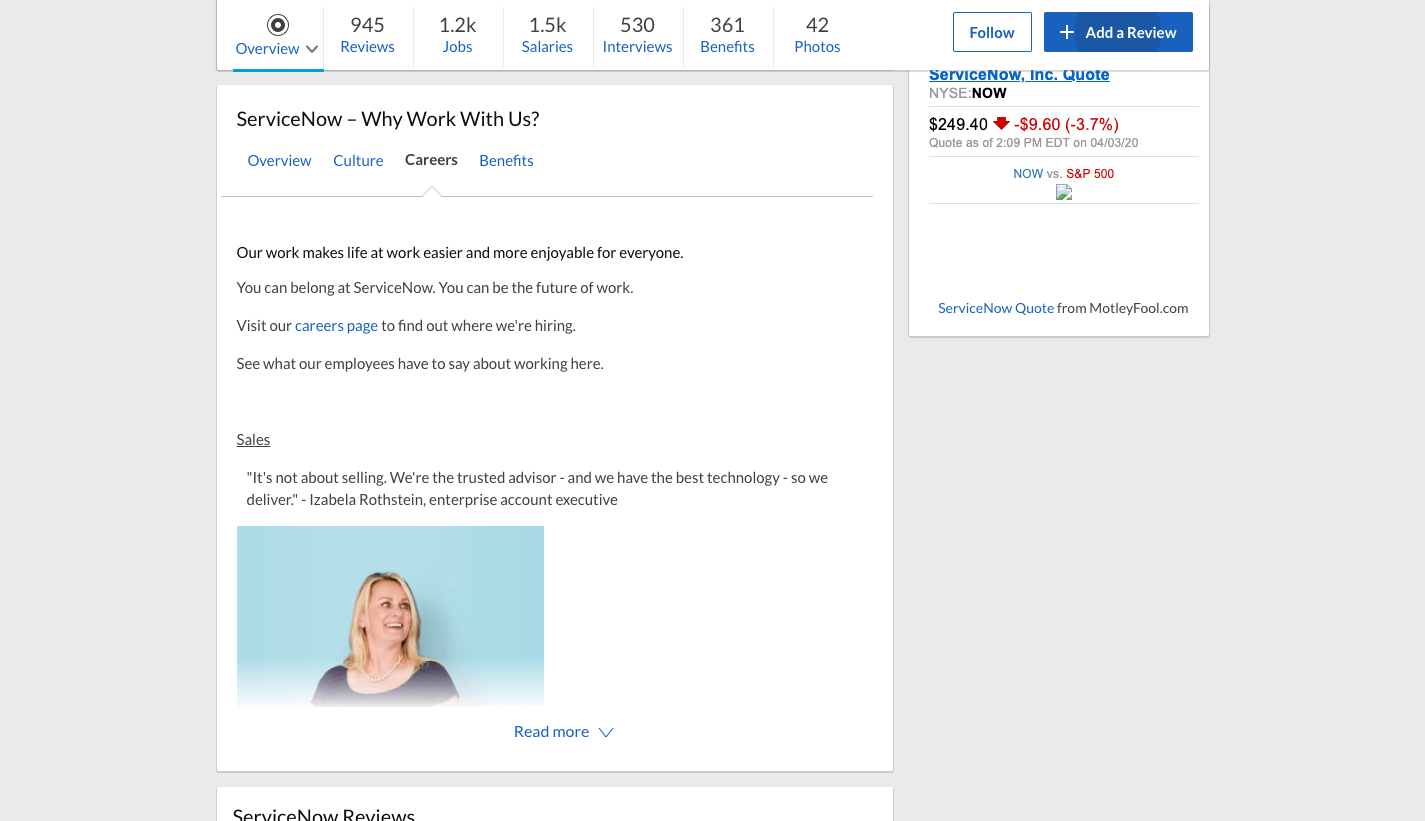 945
1.2k
1.5k
530
361
42
Overview
Reviews
Jobs
Salaries
Interviews
Benefits
Photos
Follow
Add a Review
ServiceNow, Inc. Quote
NYSE:NOW
$249.40 -$9.60 (-3.7%)
Quote as of 2:09 PM EDT on 04/03/20
NOW vs. S&P 500
ServiceNow Quote from MotleyFool.com
ServiceNow – Why Work With Us?
Overview Culture Careers Benefits
Our work makes life at work easier and more enjoyable for everyone.
You can belong at ServiceNow. You can be the future of work.
Visit our careers page to find out where we're hiring.
See what our employees have to say about working here.
Sales
"It's not about selling. We're the trusted advisor - and we have the best technology - so we
deliver." - Izabela Rothstein, enterprise account executive
Read more
ServiceNow Reviews